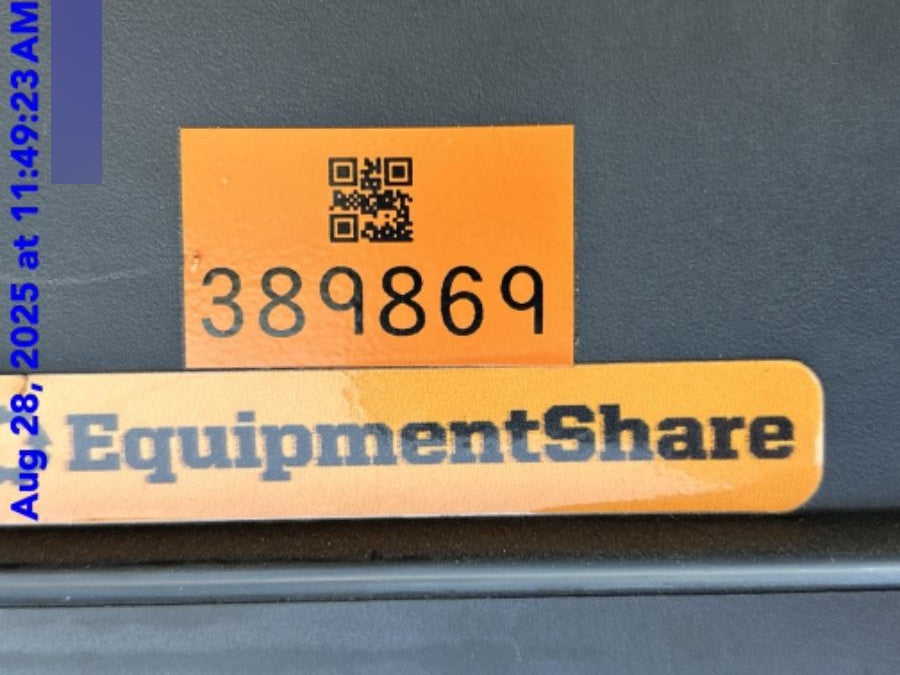 Aug 28, 2025 at 11:49:23 AM
389869
EquipmentShare